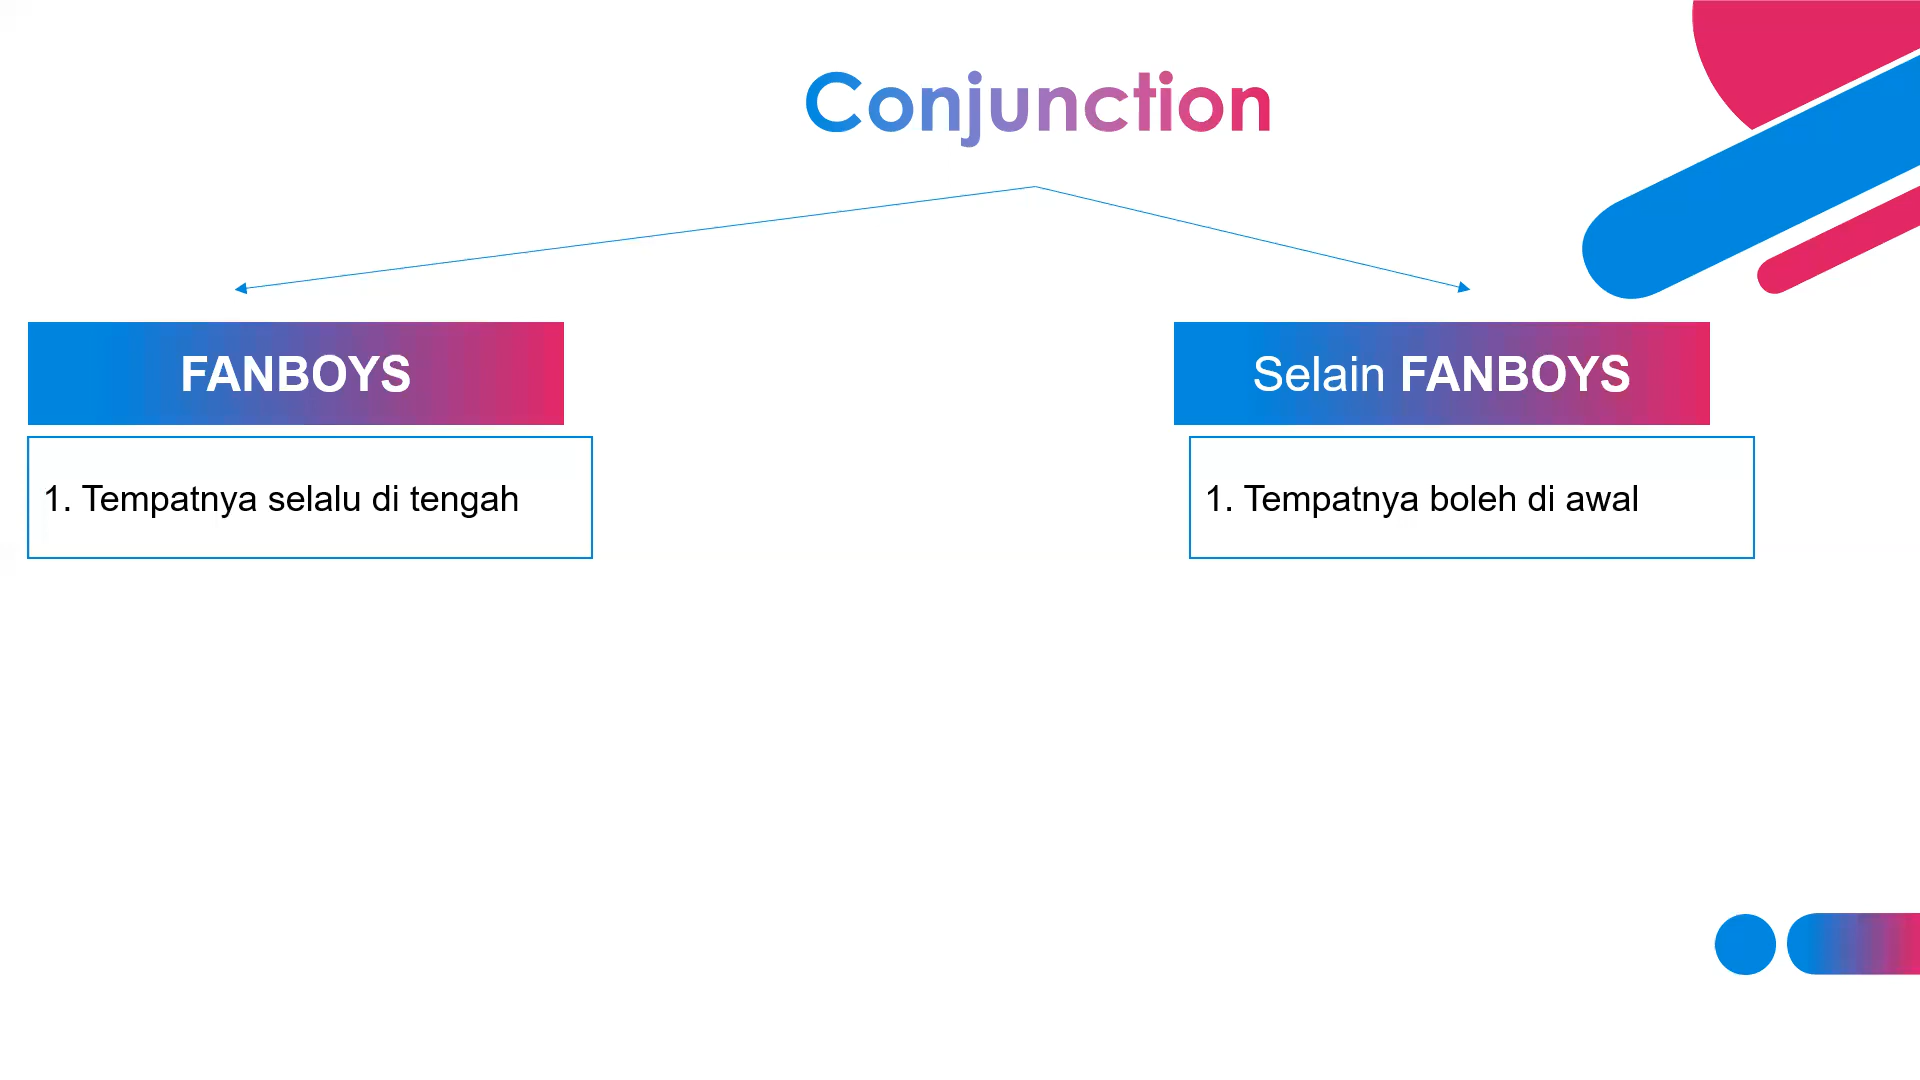 Conjunction
FANBOYS
Selain FANBOYS
1. Tempatnya selalu di tengah
1. Tempatnya boleh di awal